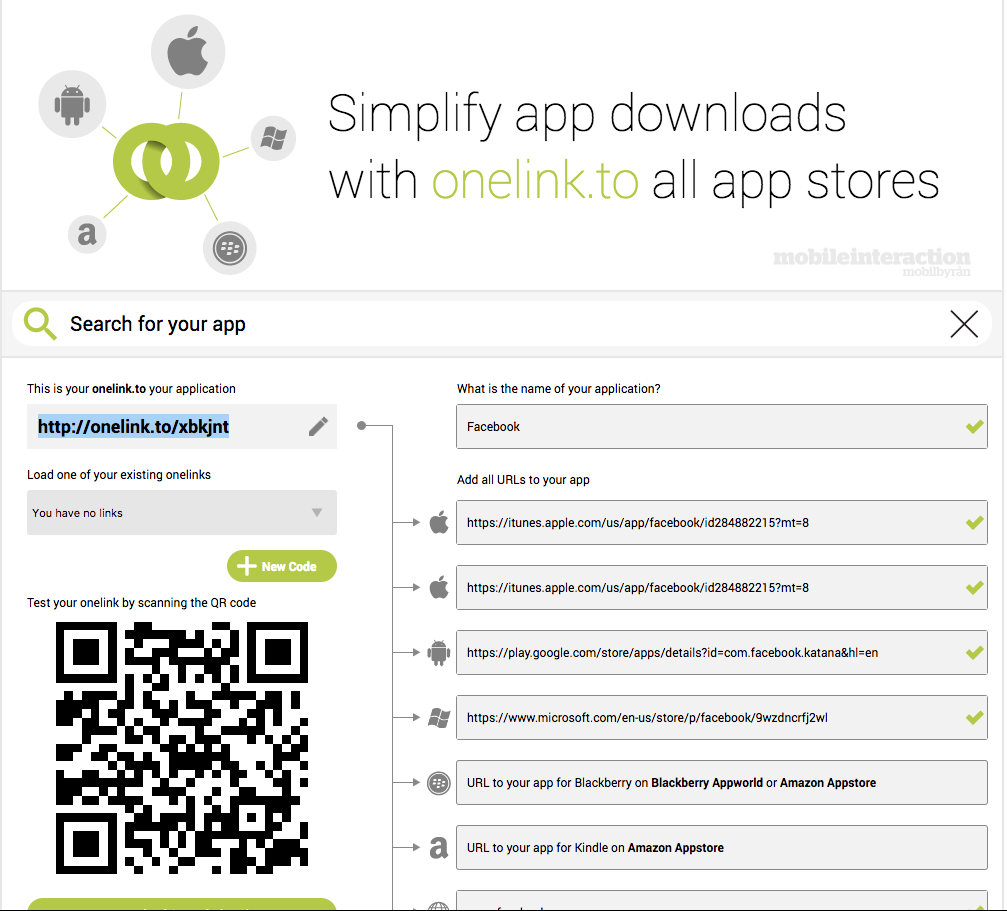 Simplify app downloads
with onelink.to all app stores
mobileinteraction
mobilbyrån
Search for your app
This is your onelink.to your application
http://onelink.to/xbkjnt
Load one of your existing onelinks
You have no links
New Code
Test your onelink by scanning the QR code
What is the name of your application?
Facebook
Add all URLs to your app
https://itunes.apple.com/us/app/facebook/id284882215?mt=8
https://itunes.apple.com/us/app/facebook/id284882215?mt=8
https://play.google.com/store/apps/details?id=com.facebook.katana&hl=en
https://www.microsoft.com/en-us/store/p/facebook/9wzdncrfj2wl
URL to your app for Blackberry on Blackberry Appworld or Amazon Appstore
URL to your app for Kindle on Amazon Appstore